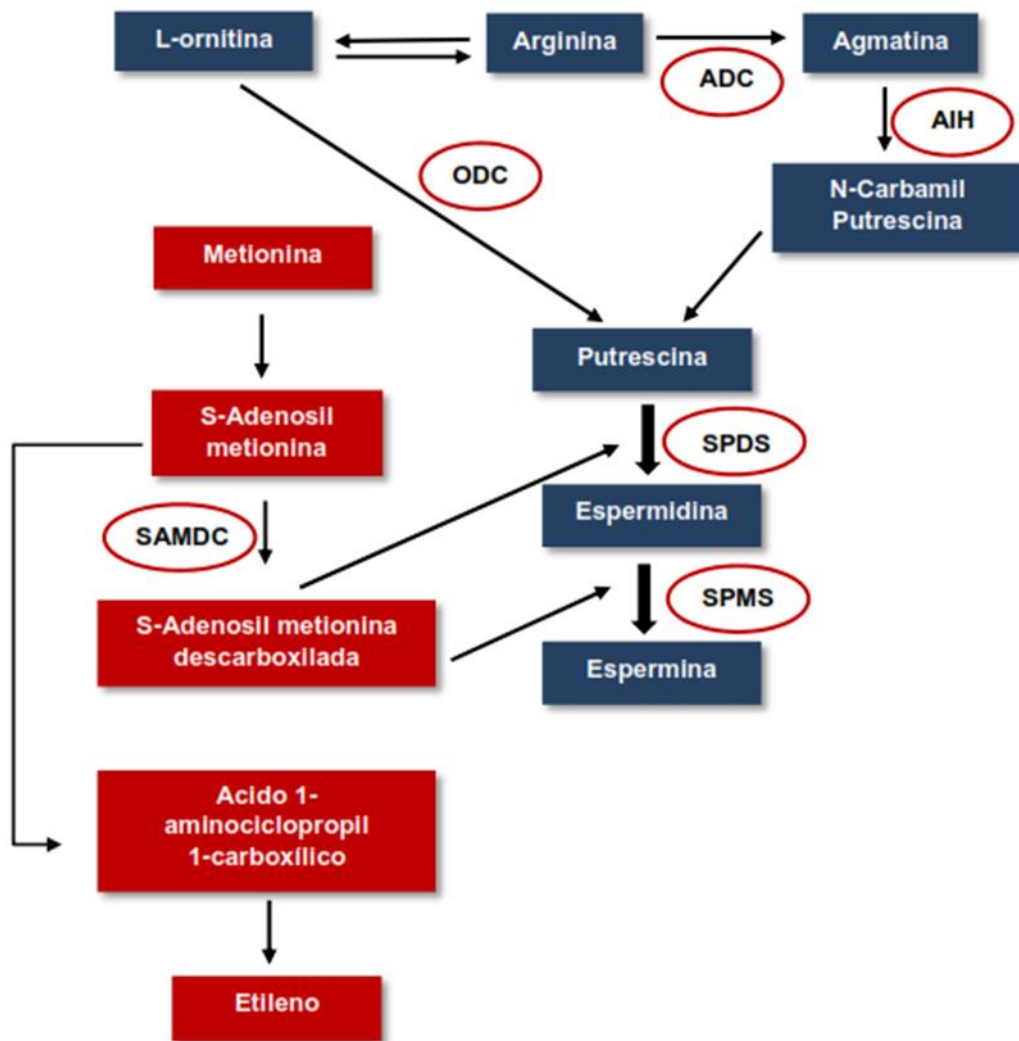 L-ornitina
Arginina
Agmatina
ADC
AIH
ODC
N-Carbamil
Putrescina
Metionina
Putrescina
S-Adenosil
metionina
SPDS
Espermidina
SAMDC
SPMS
S-Adenosil metionina
descarboxilada
Espermina
Acido 1-
aminociclopropil
1-carboxílico
Etileno